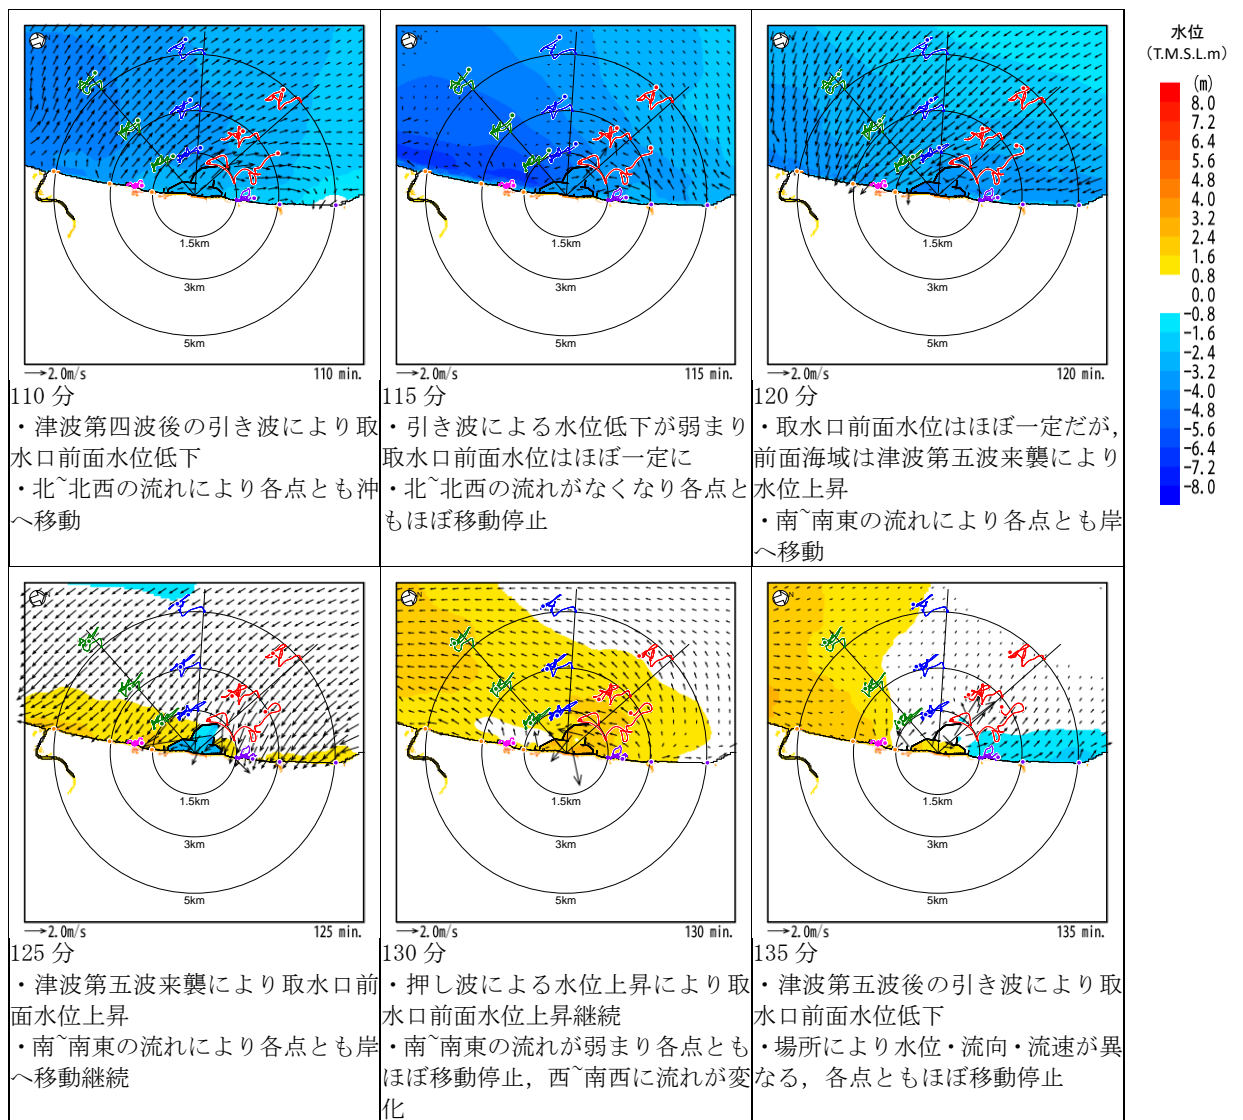 水位
(T.M.S.L.m)
(m)
8.0
7.2
6.4
5.6
4.8
4.0
3.2
2.4
1.6
0.8
0.0
-0.8
-1.6
-2.4
-3.2
-4.0
-4.8
-5.6
-6.4
-7.2
-8.0
N
1.5km
3km
5km
2.0m/s
110 min.
110 分
・津波第四波後の引き波により取
水口前面水位低下
・北~北西の流れにより各点とも沖
へ移動
N
1.5km
3km
5km
2.0m/s
115 min.
115 分
・引き波による水位低下が弱まり
取水口前面水位はほぼ一定に
・北~北西の流れがなくなり各点と
もほぼ移動停止
N
1.5km
3km
5km
2.0m/s
120 min.
120 分
・取水口前面水位はほぼ一定だが,
前面海域は津波第五波来襲により
水位上昇
・南~南東の流れにより各点とも岸
へ移動
N
1.5km
3km
5km
2.0m/s
125 min.
125 分
・津波第五波来襲により取水口前
面水位上昇
・南~南東の流れにより各点とも岸
へ移動継続
N
1.5km
3km
5km
2.0m/s
130 min.
130 分
・押し波による水位上昇により取
水口前面水位上昇継続
・南~南東の流れが弱まり各点とも
ほぼ移動停止, 西~南西に流れが変
化
N
1.5km
3km
5km
2.0m/s
135 min.
135 分
・津波第五波後の引き波により取
水口前面水位低下
・場所により水位・流向・流速が異
なる, 各点ともほぼ移動停止